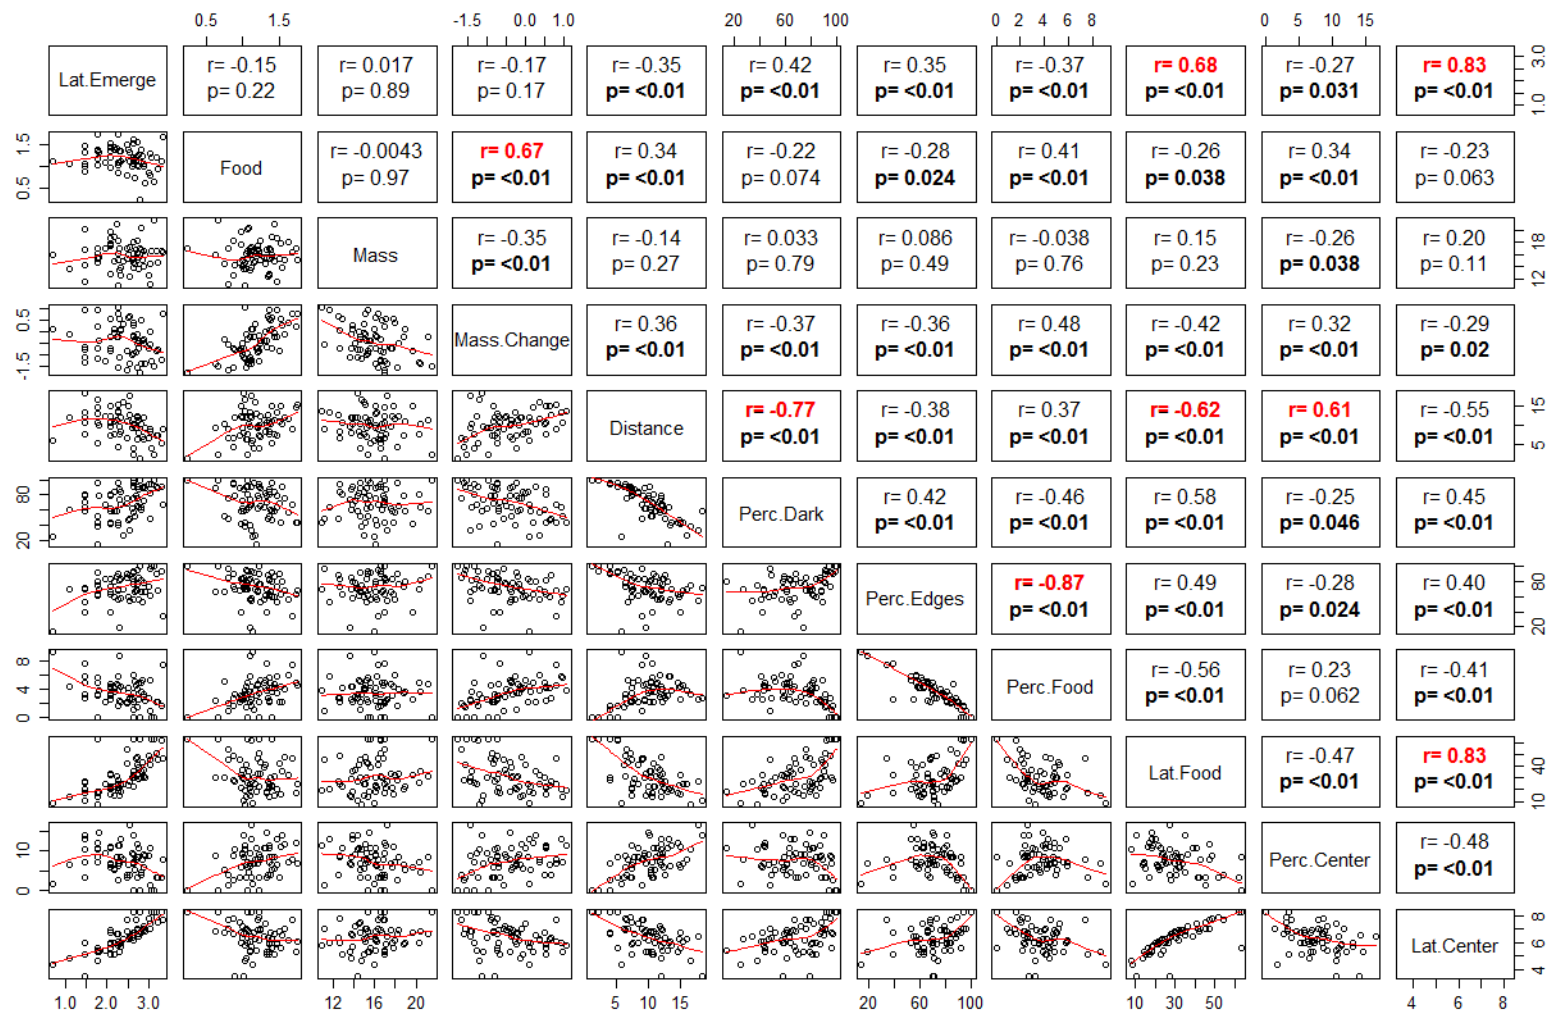 0.5 1.5 -1.5 0.0 1.0 20 60 100 0 2 4 6 8 0 5 10 15
Lat.Emerge r= -0.15 r= 0.017 r= -0.17 r= -0.35 r= 0.42 r= 0.35 r= -0.37 r= 0.68 r= -0.27 r= 0.83
p= 0.22 p= 0.89 p= 0.17 p= <0.01 p= <0.01 p= <0.01 p= <0.01 p= <0.01 p= 0.031 p= <0.01
1.0 3.0
0.5 1.5
Food r= -0.0043 r= 0.67 r= 0.34 r= -0.22 r= -0.28 r= 0.41 r= -0.26 r= 0.34 r= -0.23
p= 0.97 p= <0.01 p= <0.01 p= 0.074 p= 0.024 p= <0.01 p= 0.038 p= <0.01 p= 0.063
Mass r= -0.35 r= -0.14 r= 0.033 r= 0.086 r= -0.038 r= 0.15 r= -0.26 r= 0.20
p= <0.01 p= 0.27 p= 0.79 p= 0.49 p= 0.76 p= 0.23 p= 0.038 p= 0.11
12 18
-1.5 0.5
Mass.Change r= 0.36 r= -0.37 r= -0.36 r= 0.48 r= -0.42 r= 0.32 r= -0.29
p= <0.01 p= <0.01 p= <0.01 p= <0.01 p= <0.01 p= <0.01 p= 0.02
Distance r= -0.77 r= -0.38 r= 0.37 r= -0.62 r= 0.61 r= -0.55
p= <0.01 p= <0.01 p= <0.01 p= <0.01 p= <0.01 p= <0.01
5 15
20 80
Perc.Dark r= 0.42 r= -0.46 r= 0.58 r= -0.25 r= 0.45
p= <0.01 p= <0.01 p= <0.01 p= 0.046 p= <0.01
Perc.Edges r= -0.87 r= 0.49 r= -0.28 r= 0.40
p= <0.01 p= <0.01 p= 0.024 p= <0.01
20 80
0 4 8
Perc.Food r= -0.56 r= 0.23 r= -0.41
p= <0.01 p= 0.062 p= <0.01
Lat.Food r= -0.47 r= 0.83
p= <0.01 p= <0.01
10 40
0 10
Perc.Center r= -0.48
p= <0.01
Lat.Center
4 6 8
1.0 2.0 3.0 12 16 20 5 10 15 20 60 100 10 30 50 4 6 8